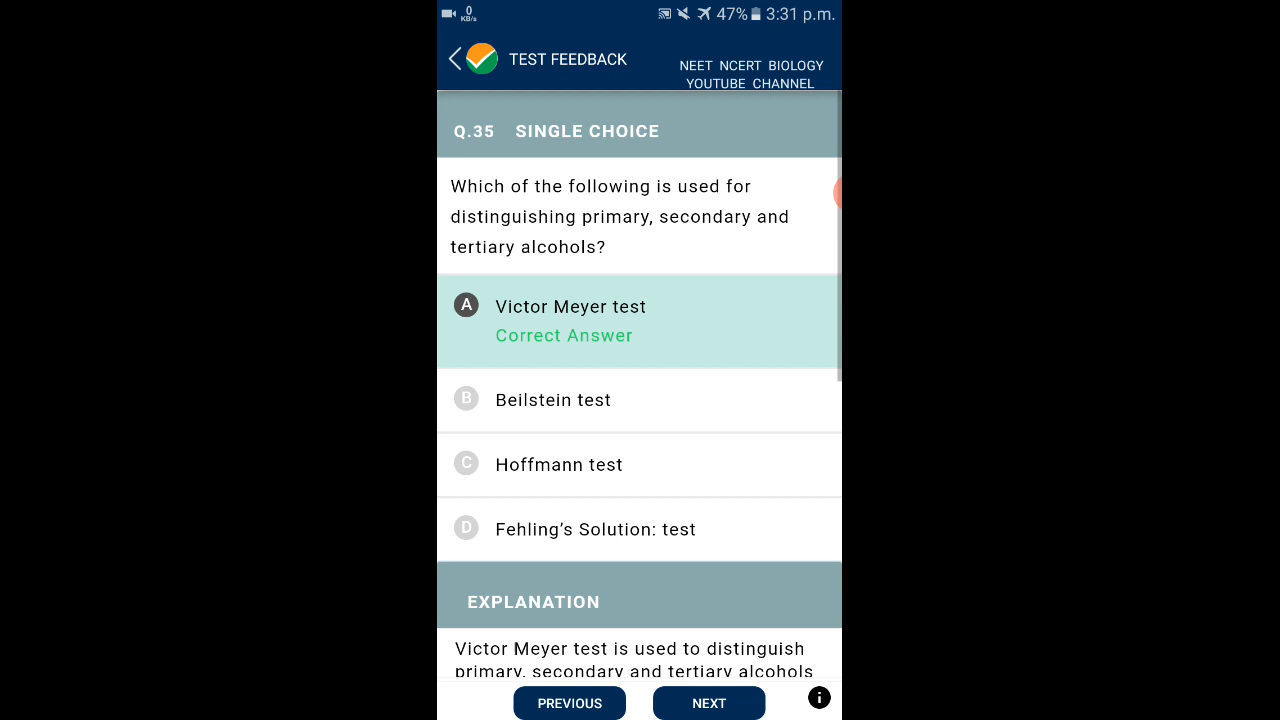 0
KB/s
47% 3:31 p.m.
TEST FEEDBACK
NEET NCERT BIOLOGY
YOUTUBE CHANNEL
Q.35 SINGLE CHOICE
Which of the following is used for
distinguishing primary, secondary and
tertiary alcohols?
A Victor Meyer test
Correct Answer
B Beilstein test
C Hoffmann test
D Fehling’s Solution: test
EXPLANATION
Victor Meyer test is used to distinguish
primary, secondary and tertiary alcohols
PREVIOUS NEXT i